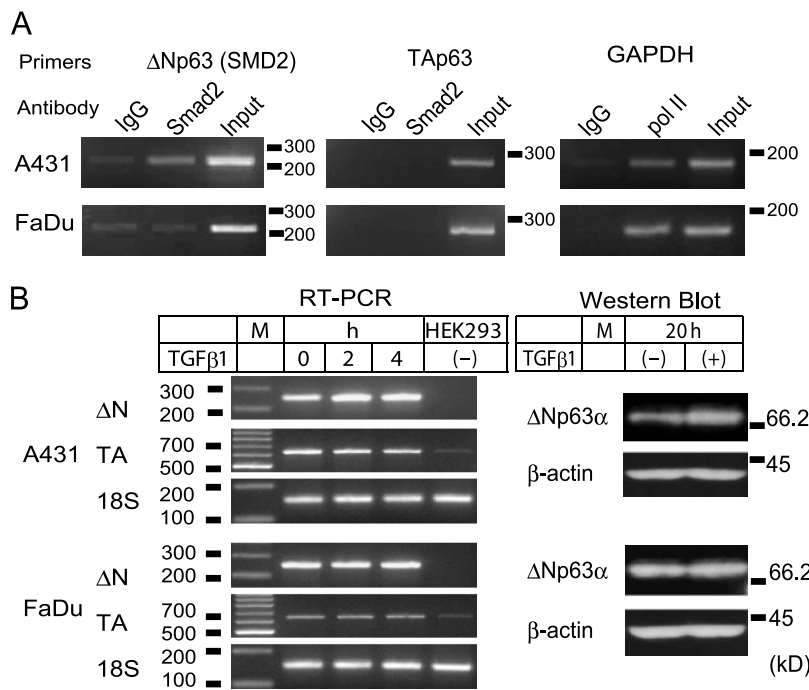 A
Primers ΔNp63 (SMD2) TAp63 GAPDH
Antibody IgG Smad2 Input IgG Smad2 Input IgG pol II Input
A431 300 200 300 200
FaDu 300 200 300 200
B
RT-PCR Western Blot
M h HEK293 M 20h
TGFβ1 0 2 4 (−) TGFβ1 (−) (+)
A431
ΔN 300 200
TA 700 500
18S 200 100
ΔNp63α 66.2
β-actin 45
FaDu
ΔN 300 200
TA 700 500
18S 200 100
ΔNp63α 66.2
β-actin 45
(kD)